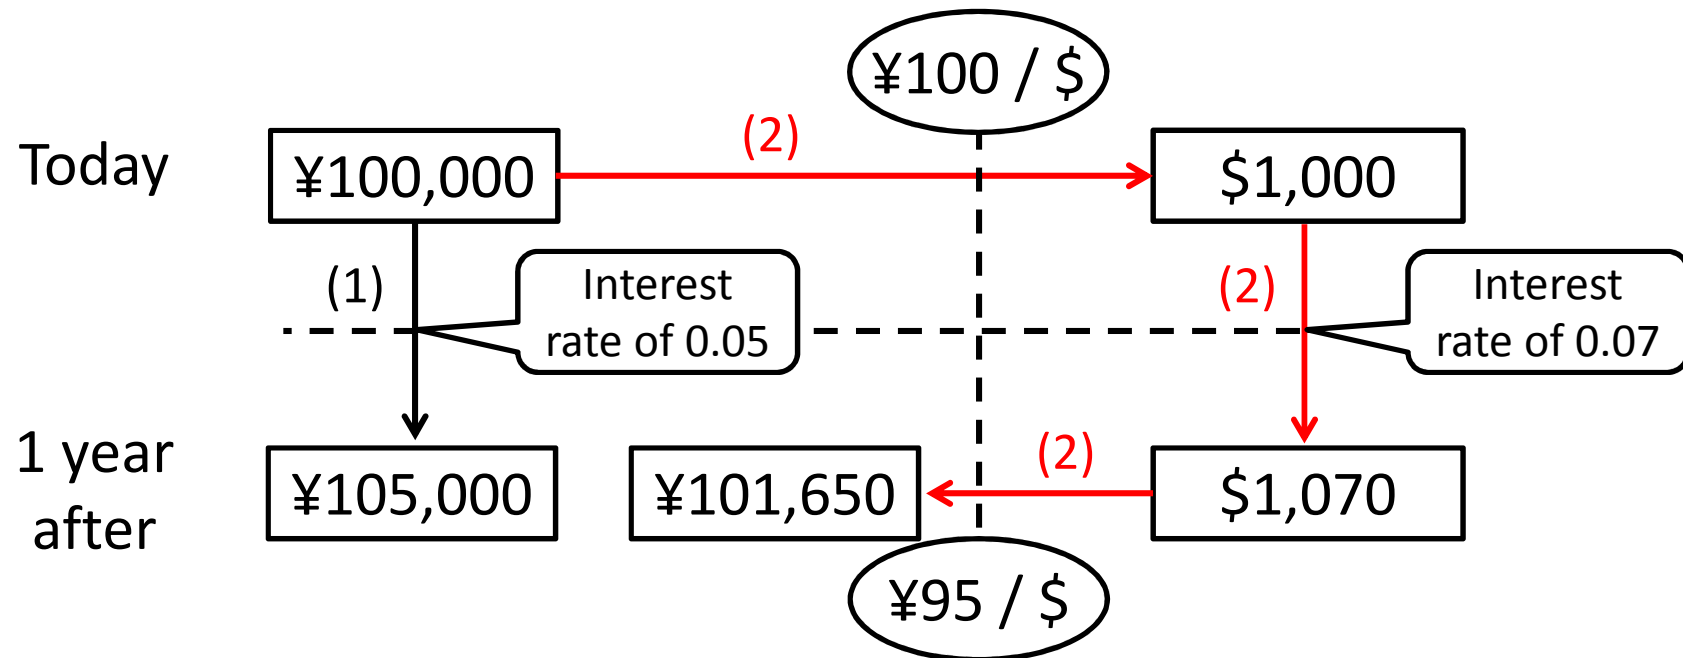 ¥100 / $
(2)
Today
¥100,000
$1,000
(1)
Interest
rate of 0.05
(2)
Interest
rate of 0.07
1 year
after
(2)
¥105,000
¥101,650
$1,070
¥95 / $